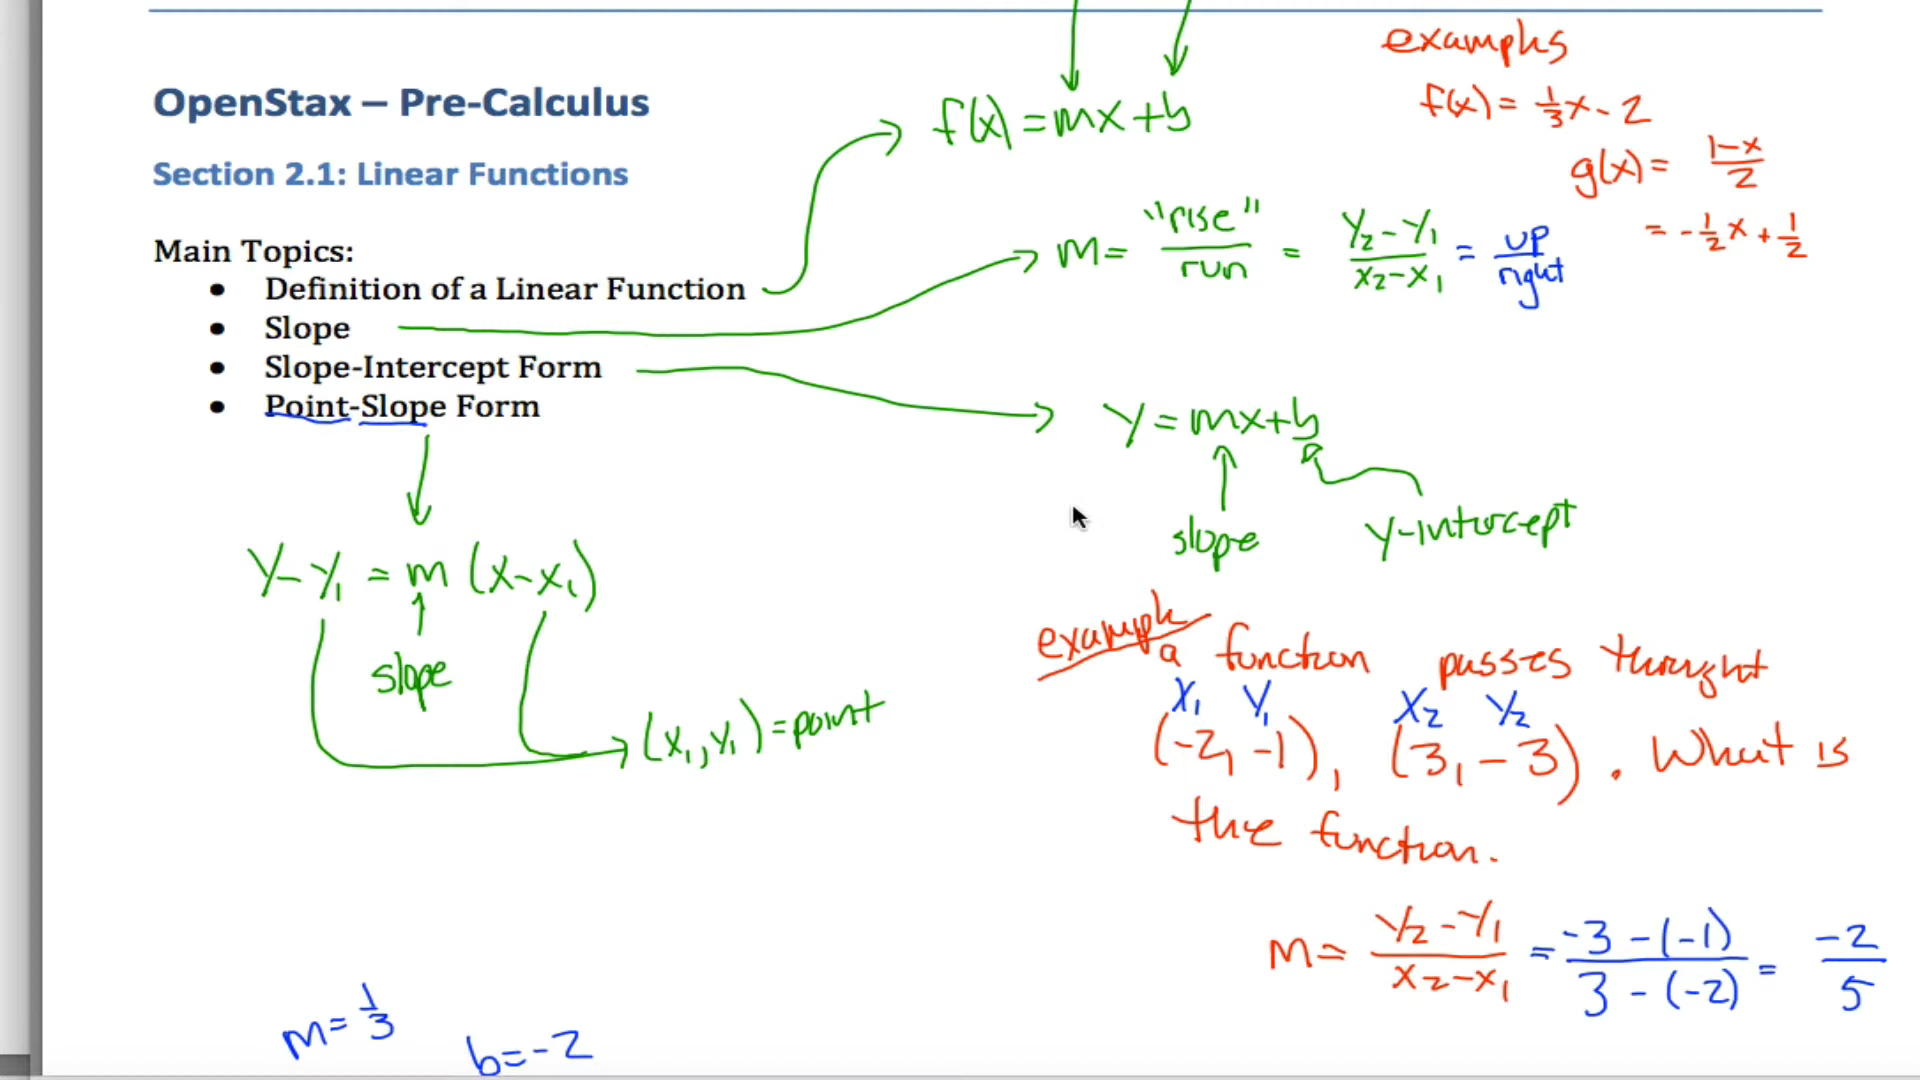 OpenStax – Pre-Calculus
Section 2.1: Linear Functions
Main Topics:
• Definition of a Linear Function
• Slope
• Slope-Intercept Form
• Point-Slope Form
f(x) = mx+b
examples
f(x) = 1/3 x - 2
g(x) = 1-x/2
= -1/2 x + 1/2
m = "rise"/run = y₂-y₁/x₂-x₁ = up/right
y = mx+b
slope
y-intercept
y-y₁ = m (x-x₁)
slope
(x₁,y₁) = point
example a function passes throught
x₁ y₁ x₂ y₂
(-2, -1), (3, -3). What is
the function.
m = y₂-y₁/x₂-x₁ = -3-(-1)/3-(-2) = -2/5
m = 1/3
b = -2